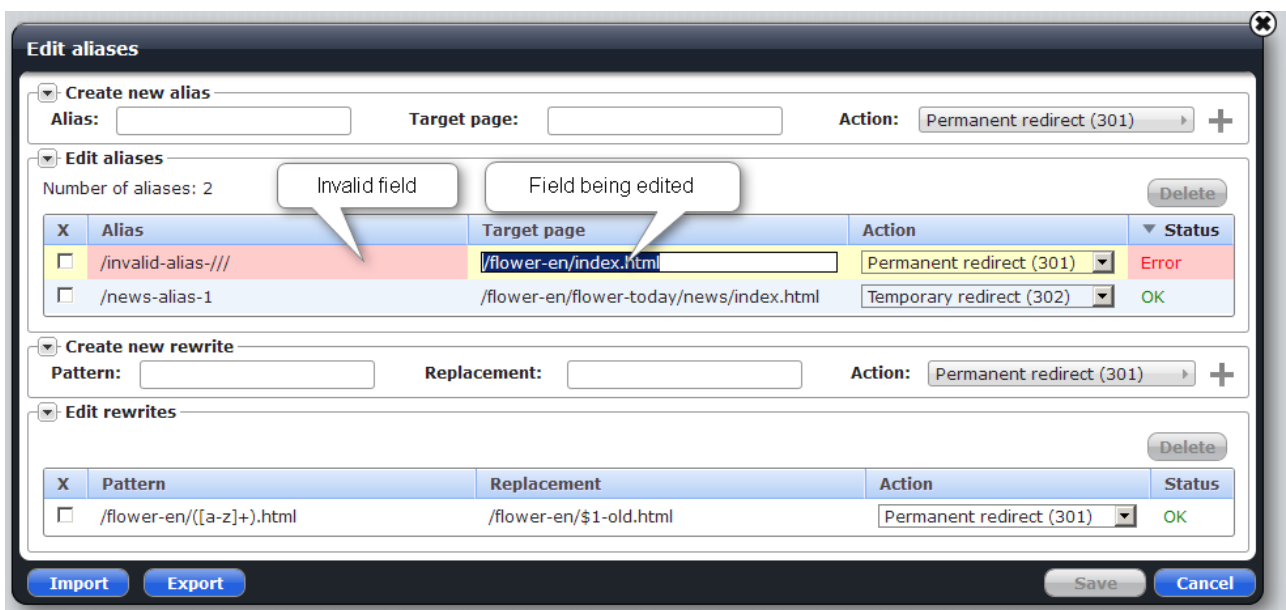 Edit aliases
Create new alias
Alias: Target page: Action: Permanent redirect (301)
Edit aliases
Number of aliases: 2 Invalid field Field being edited Delete
X Alias Target page Action Status
/invalid-alias-/// /flower-en/index.html Permanent redirect (301) Error
/news-alias-1 /flower-en/flower-today/news/index.html Temporary redirect (302) OK
Create new rewrite
Pattern: Replacement: Action: Permanent redirect (301)
Edit rewrites
Delete
X Pattern Replacement Action Status
/flower-en/([a-z]+).html /flower-en/$1-old.html Permanent redirect (301) OK
Import Export Save Cancel